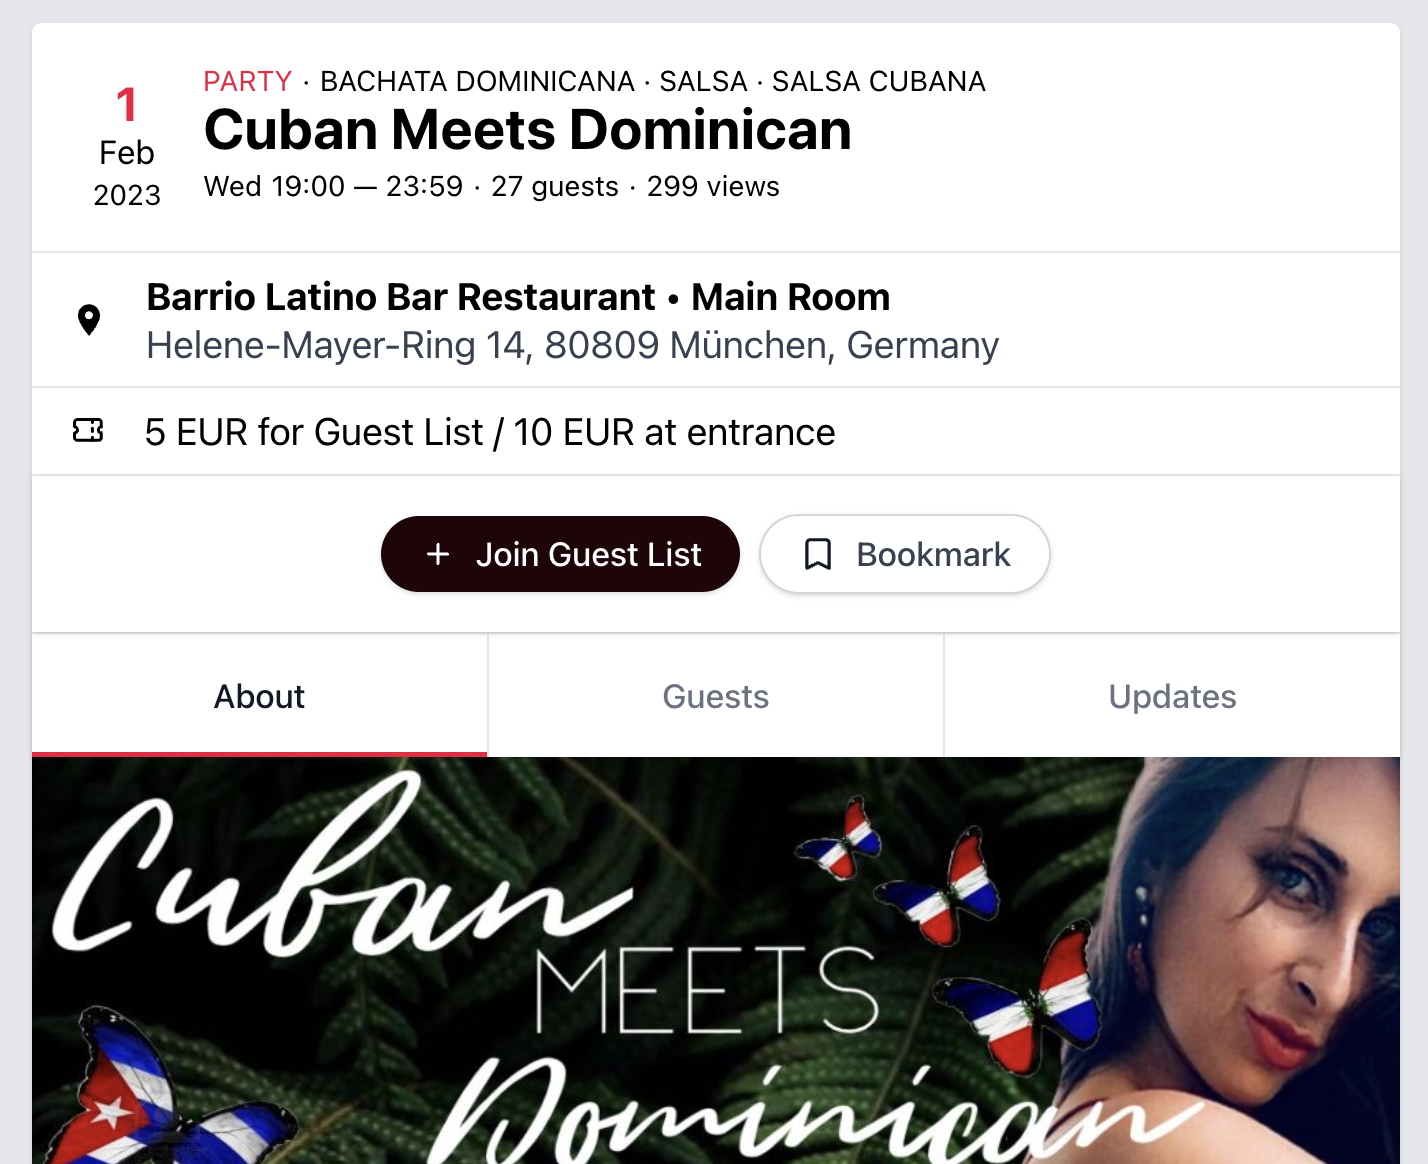 1
Feb
2023
PARTY · BACHATA DOMINICANA · SALSA · SALSA CUBANA
Cuban Meets Dominican
Wed 19:00 — 23:59 · 27 guests · 299 views
Barrio Latino Bar Restaurant • Main Room
Helene-Mayer-Ring 14, 80809 München, Germany
5 EUR for Guest List / 10 EUR at entrance
+ Join Guest List
Bookmark
About
Guests
Updates
Cuban
MEETS
Dominican